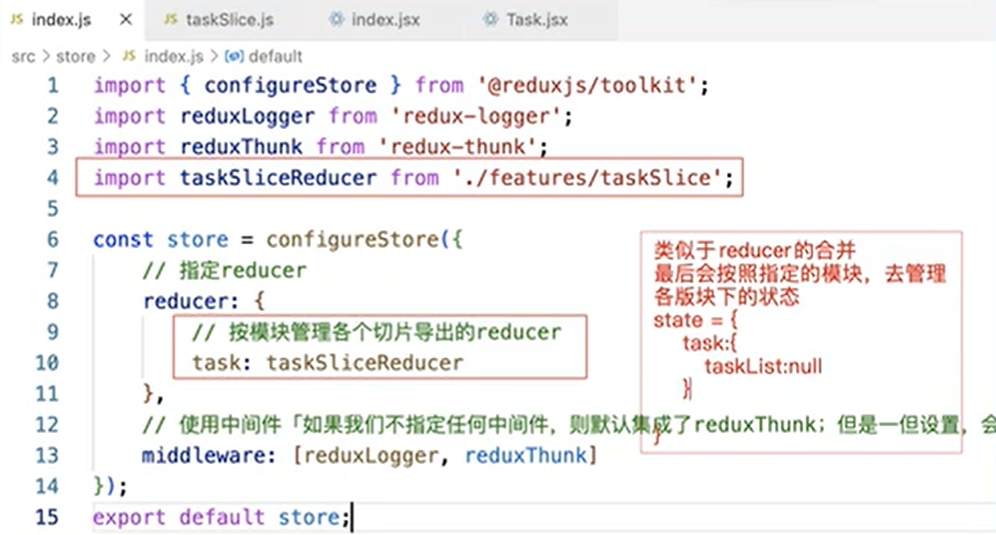 JS index.js ×
JS taskSlice.js
index.jsx
Task.jsx
src > store > JS index.js > default
1 import { configureStore } from '@reduxjs/toolkit';
2 import reduxLogger from 'redux-logger';
3 import reduxThunk from 'redux-thunk';
4 import taskSliceReducer from './features/taskSlice';
5
6 const store = configureStore({
7 // 指定reducer
8 reducer: {
9 // 按模块管理各个切片导出的reducer
10 task: taskSliceReducer
11 },
12 // 使用中间件「如果我们不指定任何中间件，则默认集成了reduxThunk；但是一但设置，会
13 middleware: [reduxLogger, reduxThunk]
14 });
15 export default store;
类似于reducer的合并
最后会按照指定的模块，去管理
各版块下的状态
state = {
task:{
taskList:null
}
}